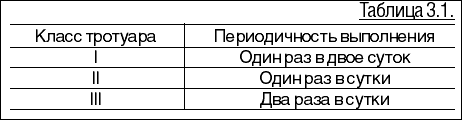 Таблица 3.1.
Класс тротуара Периодичность выполнения
I Один раз в двое суток
II Один раз в сутки
III Два раза в сутки